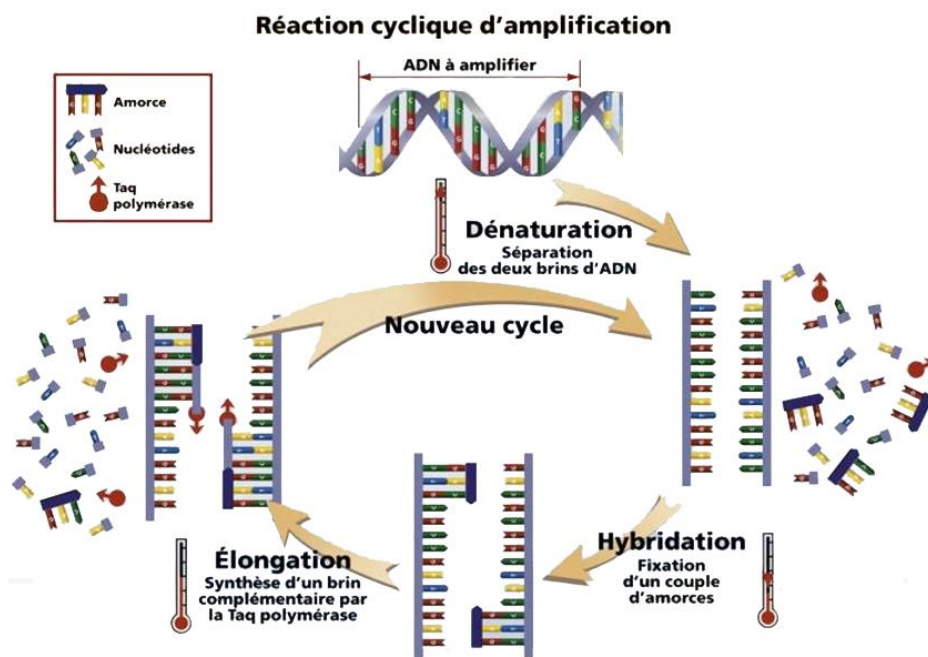 Réaction cyclique d'amplification
ADN à amplifier
Amorce
Nucléotides
Taq
polymérase
Dénaturation
Séparation
des deux brins d'ADN
Nouveau cycle
Hybridation
Fixation
d'un couple
d'amorces
Élongation
Synthèse d'un brin
complémentaire par
la Taq polymérase